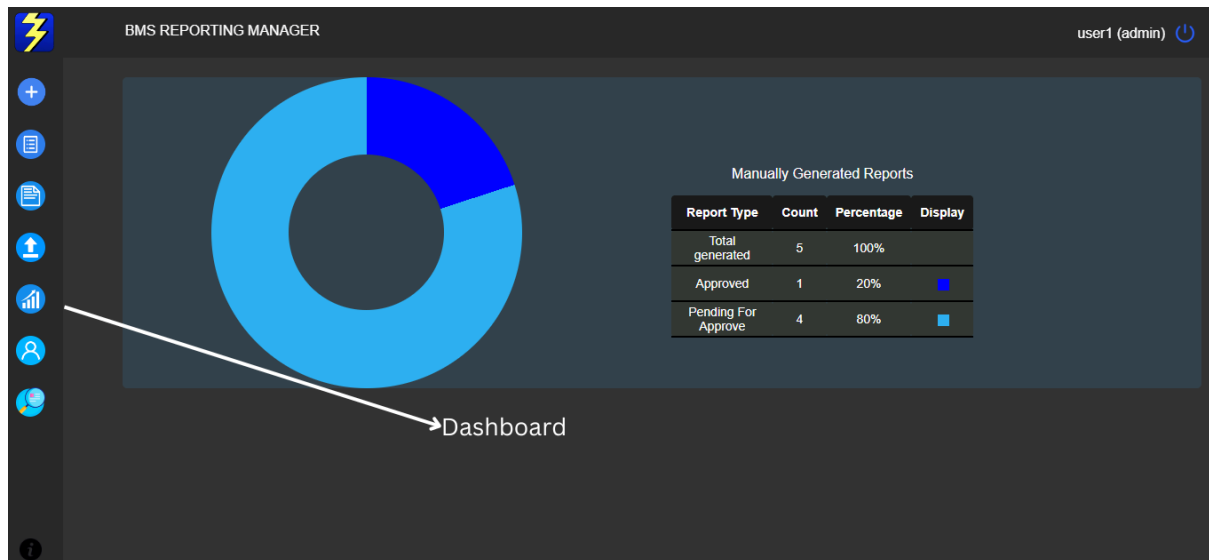 BMS REPORTING MANAGER
user1 (admin)
Manually Generated Reports
Report Type Count Percentage Display
Total
generated 5 100%
Approved 1 20%
Pending For
Approve 4 80%
Dashboard
i